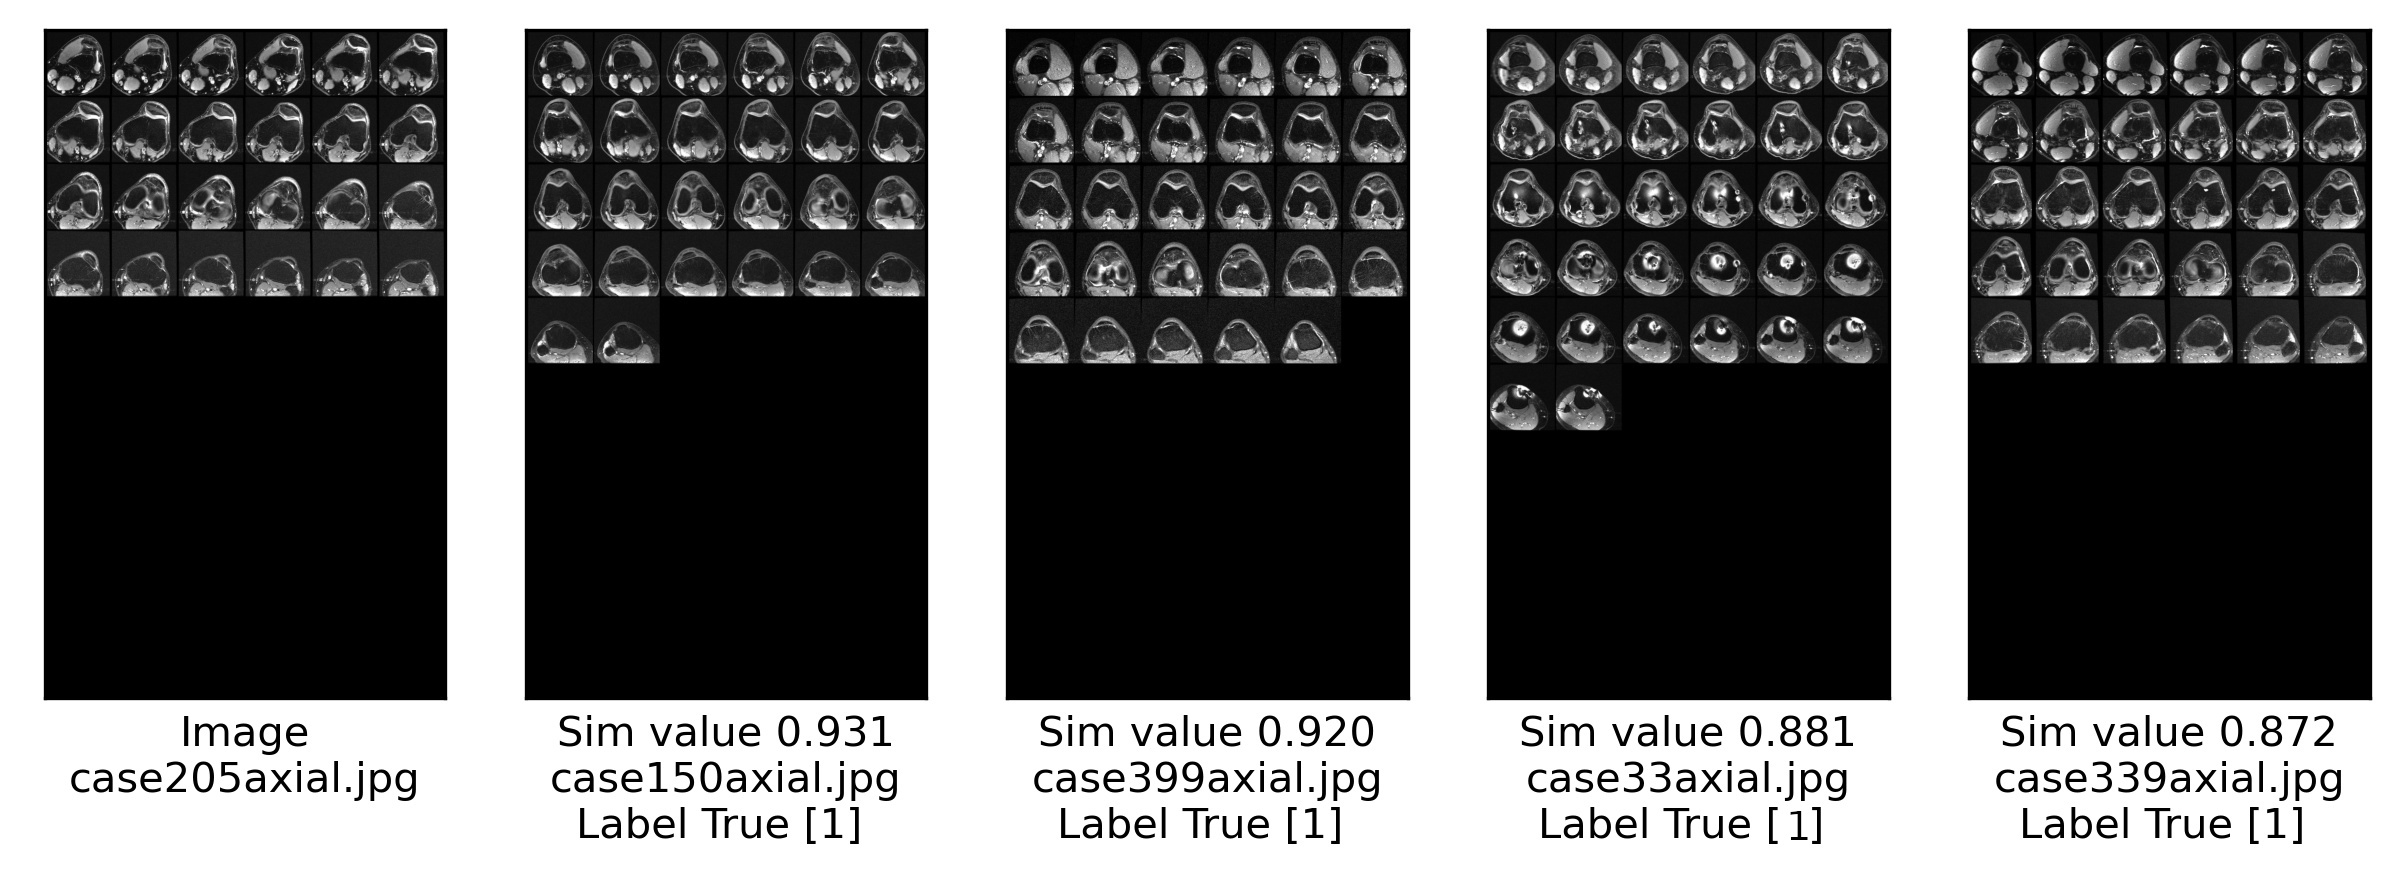 Image
case205axial.jpg
Sim value 0.931
case150axial.jpg
Label True [1]
Sim value 0.920
case399axial.jpg
Label True [1]
Sim value 0.881
case33axial.jpg
Label True [1]
Sim value 0.872
case339axial.jpg
Label True [1]